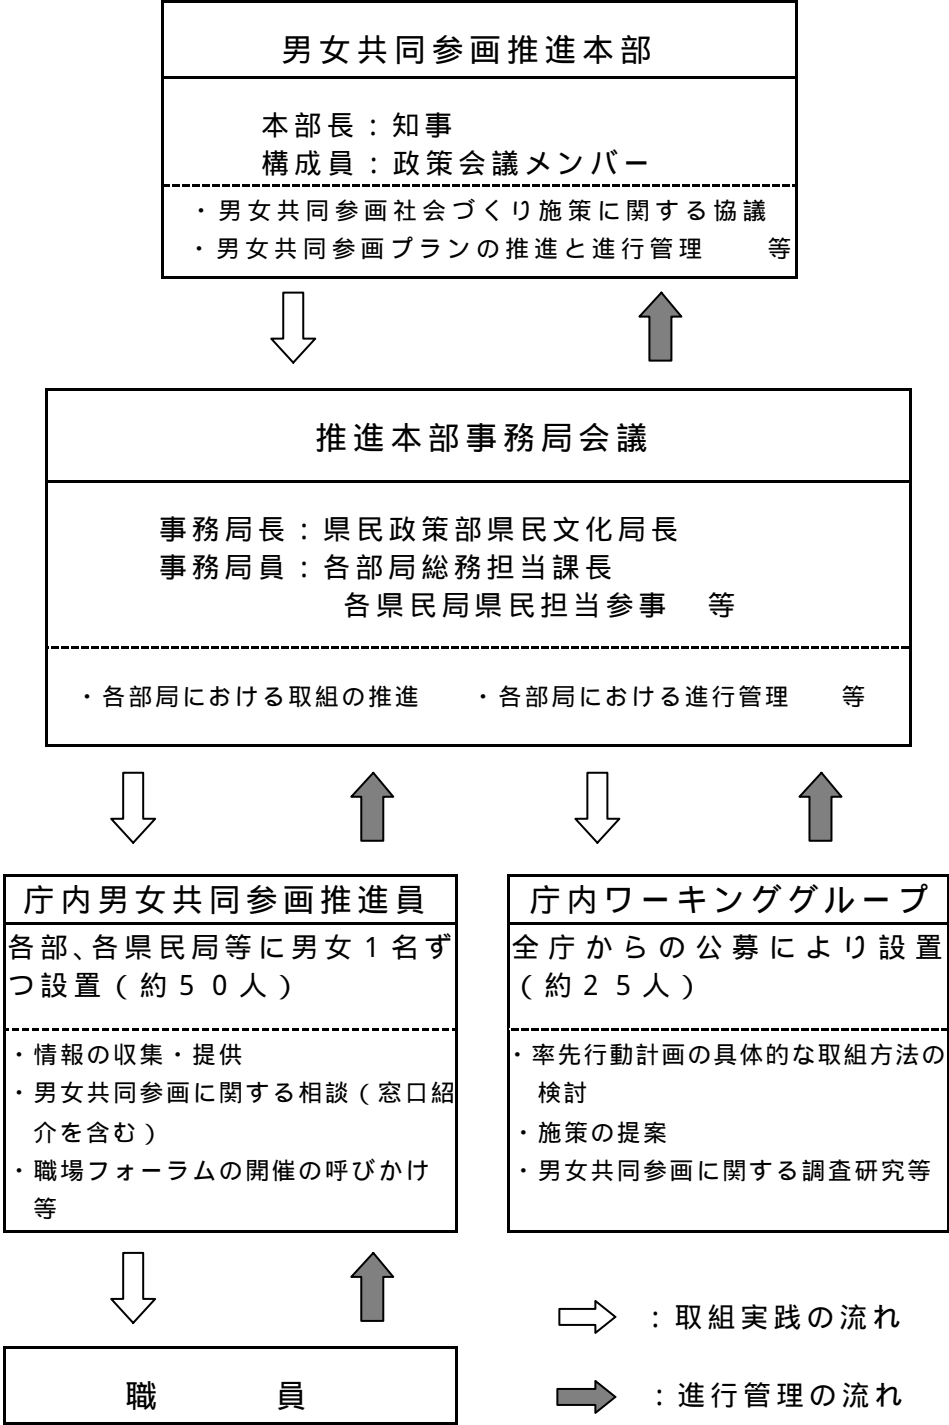 男女共同参画推進本部
本部長：知事
構成員：政策会議メンバー
・男女共同参画社会づくり施策に関する協議
・男女共同参画プランの推進と進行管理　　等
推進本部事務局会議
事務局長：県民政策部県民文化局長
事務局員：各部局総務担当課長
各県民局県民担当参事　等
・各部局における取組の推進　　・各部局における進行管理　　等
庁内男女共同参画推進員
各部、各県民局等に男女１名ず
つ設置（約５０人）
・情報の収集・提供
・男女共同参画に関する相談（窓口紹
介を含む）
・職場フォーラムの開催の呼びかけ
等
庁内ワーキンググループ
全庁からの公募により設置
（約２５人）
・率先行動計画の具体的な取組方法の
検討
・施策の提案
・男女共同参画に関する調査研究等
職　　　員
：取組実践の流れ
：進行管理の流れ